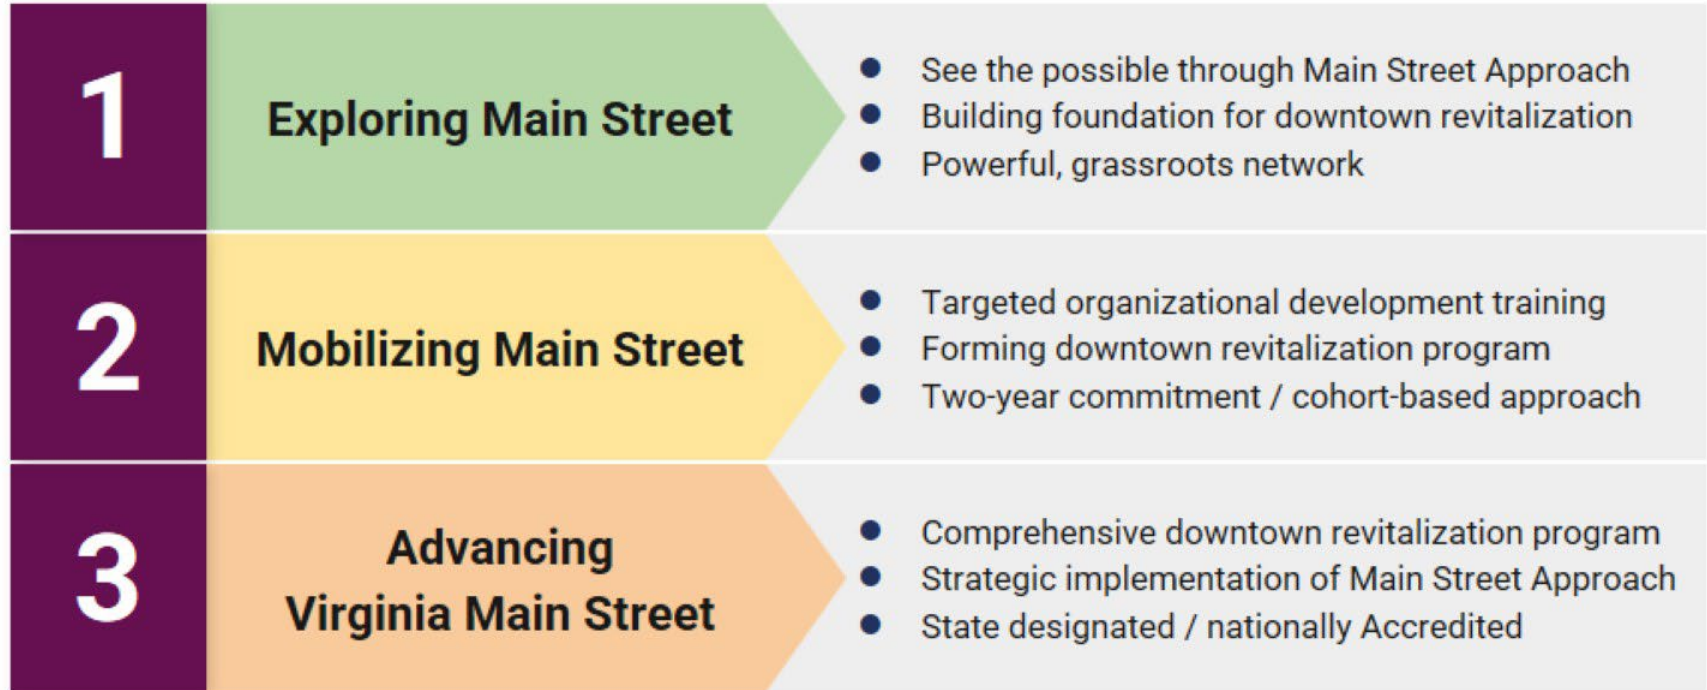 1
Exploring Main Street
● See the possible through Main Street Approach
● Building foundation for downtown revitalization
● Powerful, grassroots network
2
Mobilizing Main Street
● Targeted organizational development training
● Forming downtown revitalization program
● Two-year commitment / cohort-based approach
3
Advancing
Virginia Main Street
● Comprehensive downtown revitalization program
● Strategic implementation of Main Street Approach
● State designated / nationally Accredited